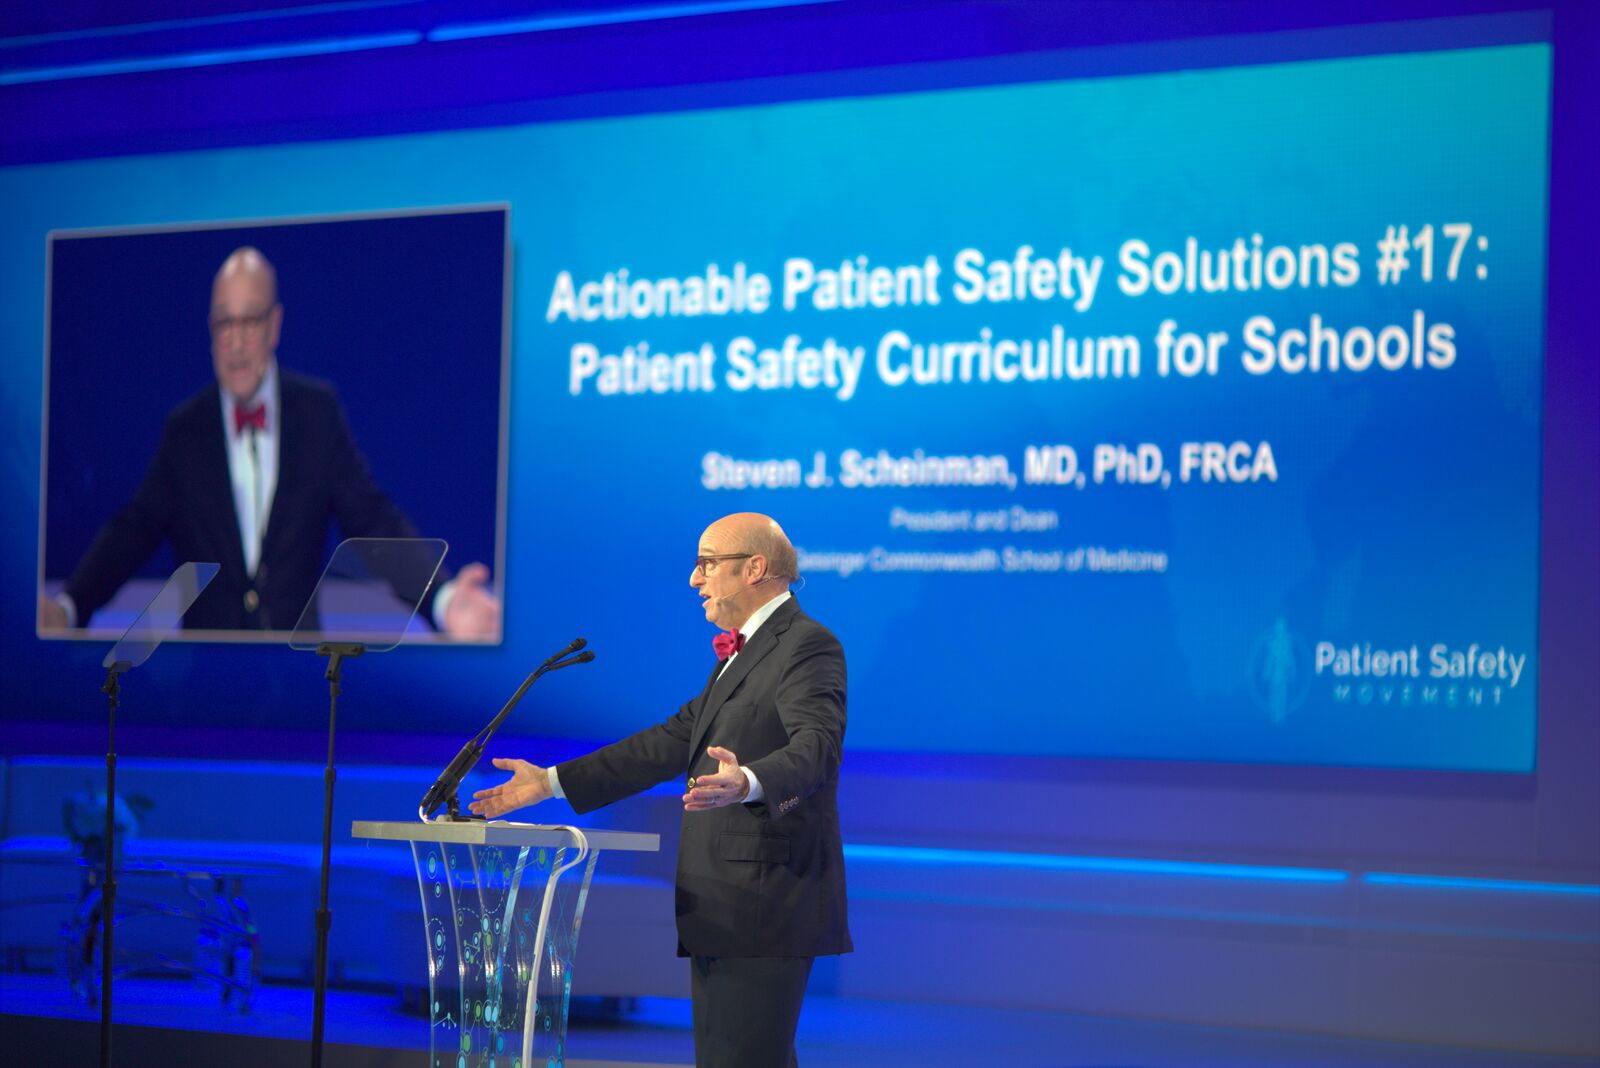 Actionable Patient Safety Solutions #17:
Patient Safety Curriculum for Schools
Steven J. Scheinman, MD, PhD, FRCA
President and Dean
Geisinger Commonwealth School of Medicine
Patient Safety
MOVEMENT